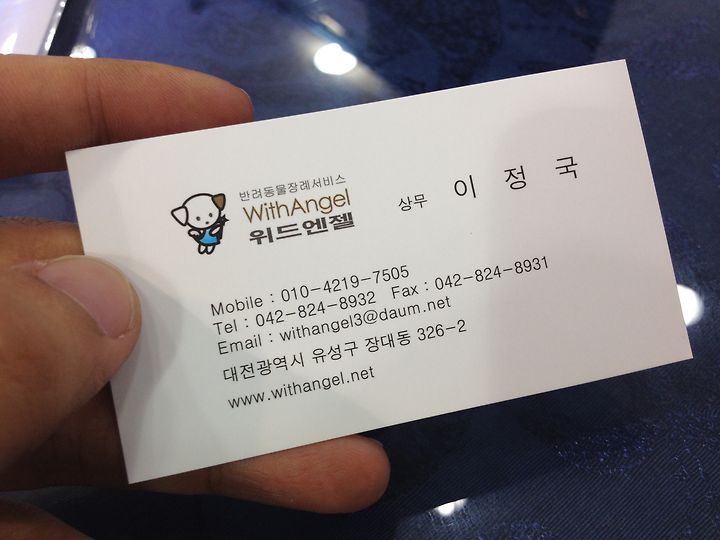 반려동물장례서비스
WithAngel
위드엔젤
상무 이 정 국
Mobile : 010-4219-7505
Tel : 042-824-8932 Fax : 042-824-8931
Email : withangel3@daum.net
대전광역시 유성구 장대동 326-2
www.withangel.net